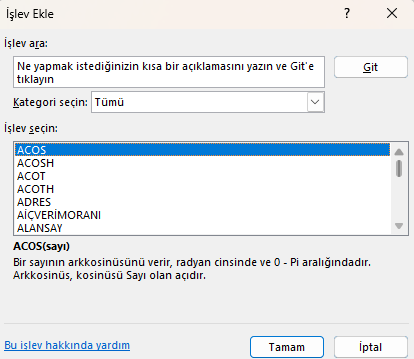 İşlev Ekle
İşlev ara:
Ne yapmak istediğinizin kısa bir açıklamasını yazın ve Git'e
tıklayın
Git
Kategori seçin: Tümü
İşlev seçin:
ACOS
ACOSH
ACOT
ACOTH
ADRES
AİÇVERİMORANI
ALANSAY
ACOS(sayı)
Bir sayının arkkosinüsünü verir, radyan cinsinde ve 0 - Pi aralığındadır.
Arkkosinüs, kosinüsü Sayı olan açıdır.
Bu işlev hakkında yardım
Tamam
İptal